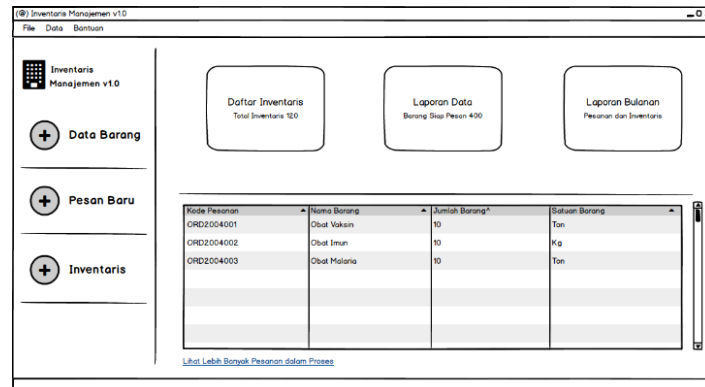 (@) Inventaris Manajemen v1.0
File Data Bantuan
Inventaris
Manajemen v1.0
Data Barang
Pesan Baru
Inventaris
Daftar Inventaris
Total Inventaris 120
Laporan Data
Barang Siap Pesan 400
Laporan Bulanan
Pesanan dan Inventaris
Kode Pesanan Nama Barang Jumlah Barang^ Satuan Barang
ORD2004001 Obat Vaksin 10 Ton
ORD2004002 Obat Imun 10 Kg
ORD2004003 Obat Malaria 10 Ton
Lihat Lebih Banyak Pesanan dalam Proses